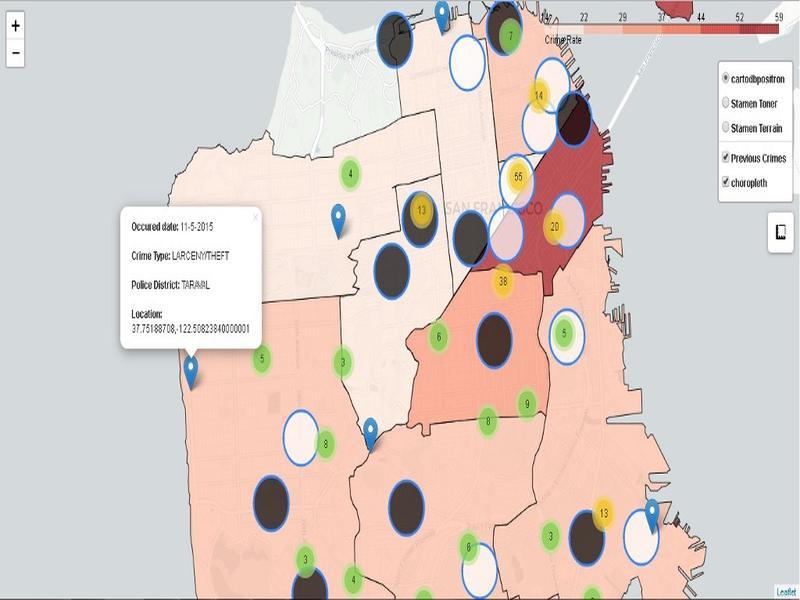 +
−
22 29 37 44 52 59
Crime Rate
Presidio Parkway
cartodbpositron
Stamen Toner
Stamen Terrain
Previous Crimes
choropleth
7
14
4
55
SAN FRANCISCO
13
20
Occured date: 11-5-2015
Crime Type: LARCENY/THEFT
Police District: TARAVAL
Location:
37.75188708,-122.50823840000001
38
6
5
5
3
9
8
8
13
6
3
3
4
Leaflet